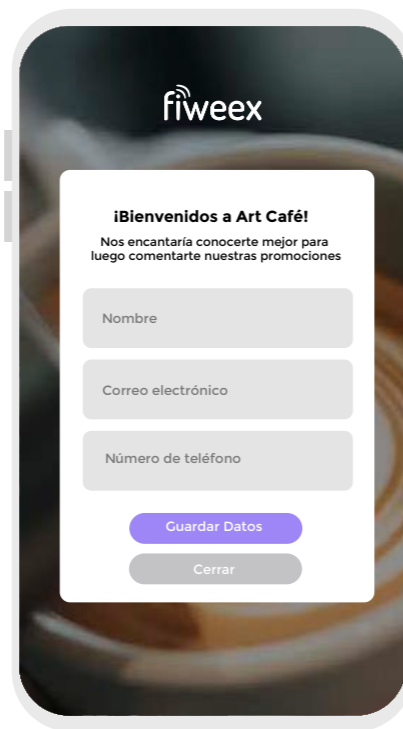 fiweex
¡Bienvenidos a Art Café!
Nos encantaría conocerte mejor para
luego comentarte nuestras promociones
Nombre
Correo electrónico
Número de teléfono
Guardar Datos
Cerrar